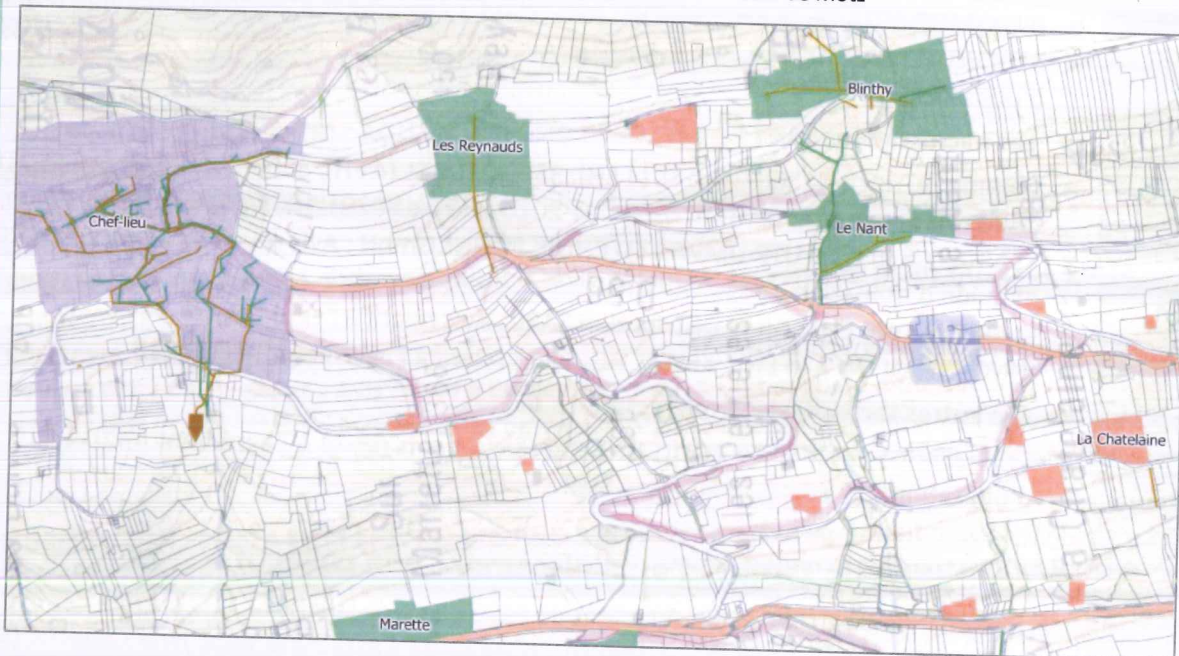 Blinthy
Les Reynauds
Chef-lieu
Le Nant
La Chatelaine
Marette